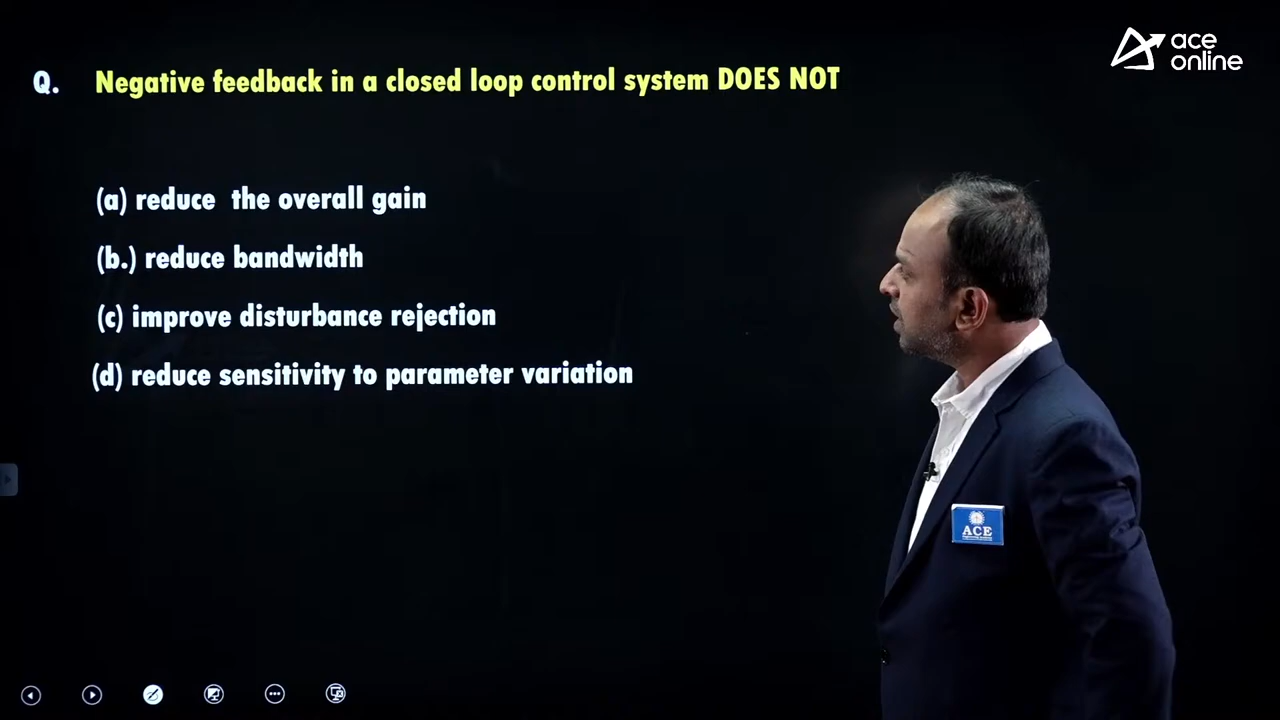 ace
online
Q. Negative feedback in a closed loop control system DOES NOT
(a) reduce the overall gain
(b.) reduce bandwidth
(c) improve disturbance rejection
(d) reduce sensitivity to parameter variation
ACE